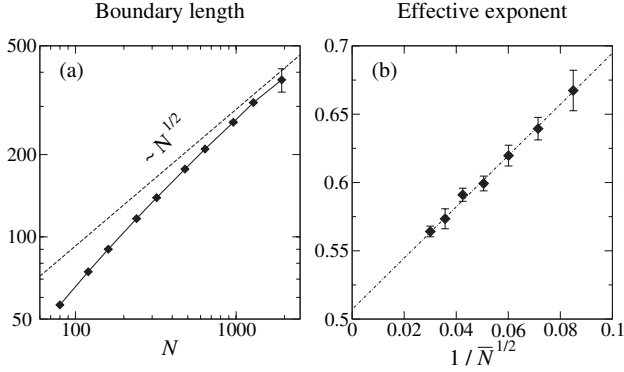 Boundary length
Effective exponent
500
200
100
50
(a)
~ N^1/2
100
1000
N
0.7
0.65
0.6
0.55
0.5
(b)
0
0.02
0.04
0.06
0.08
0.1
1 / N̅^1/2